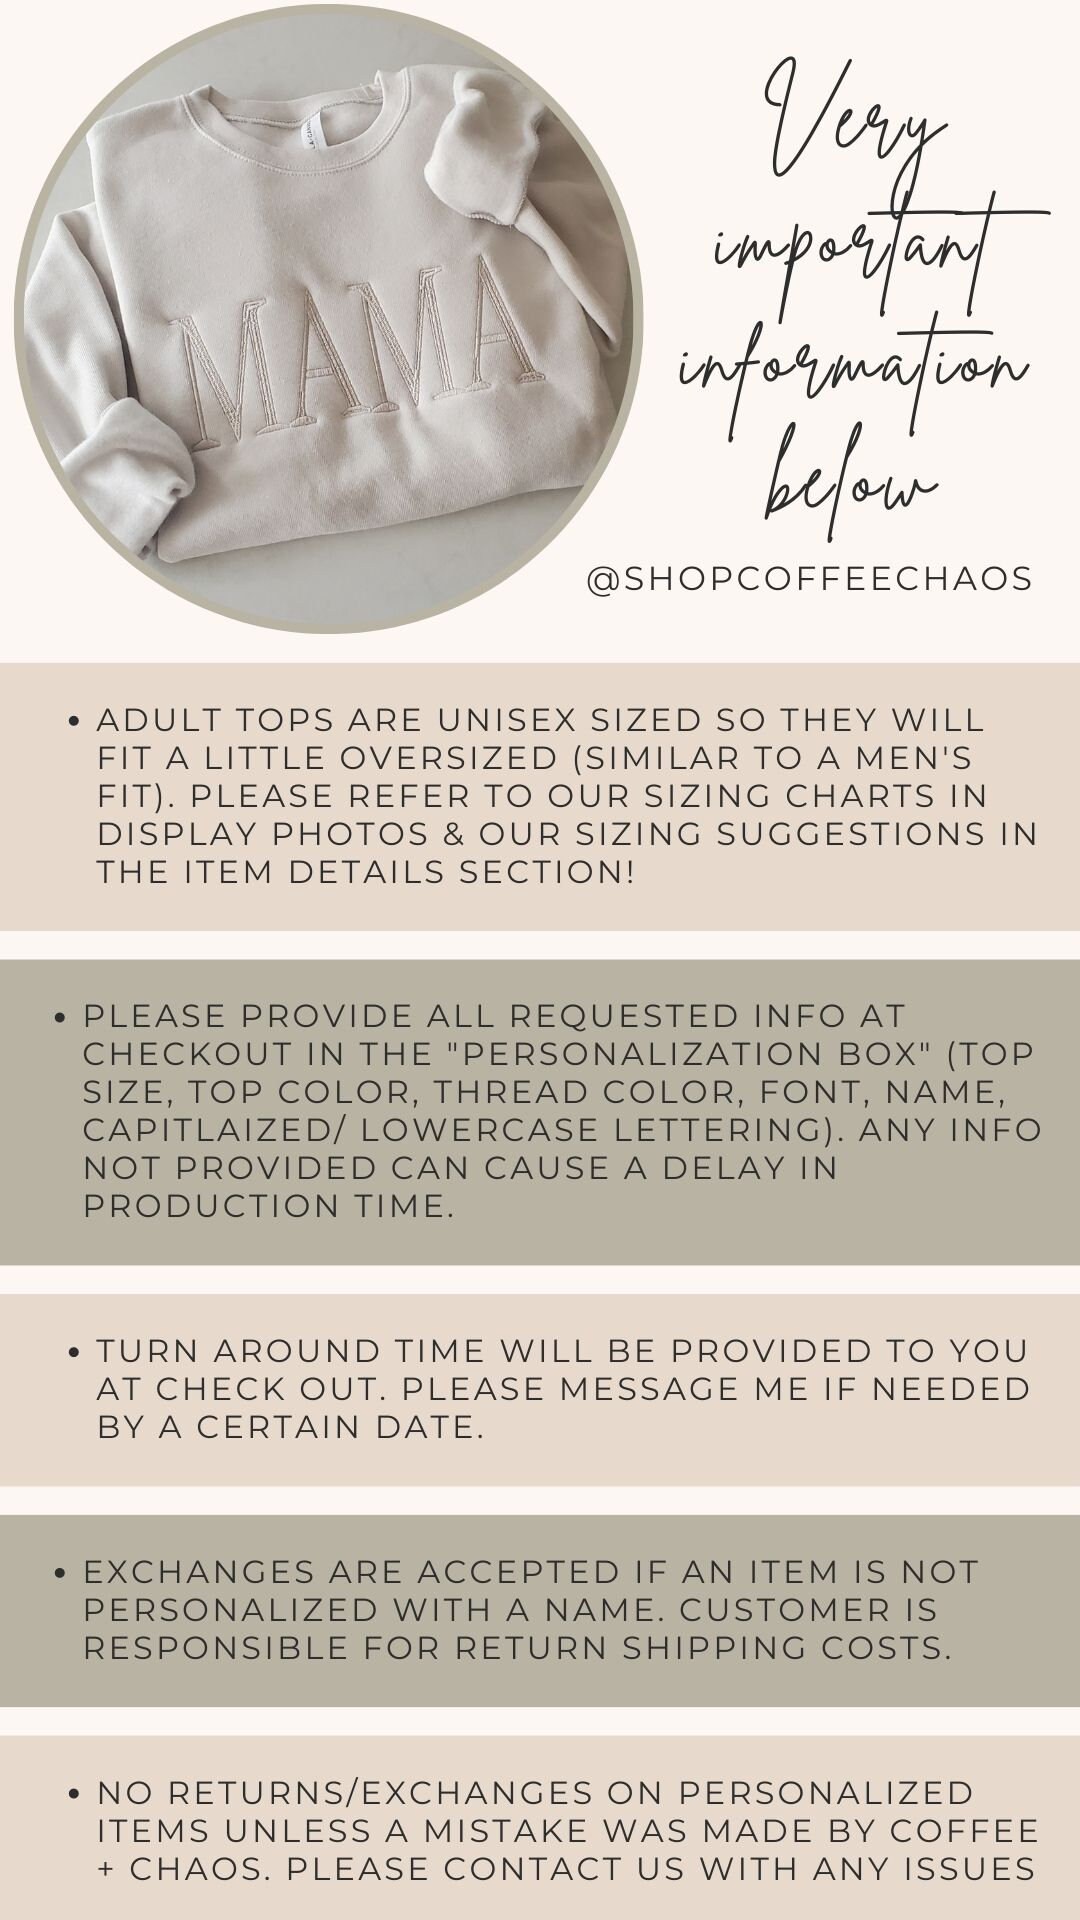 Very
important
information
below
@SHOPCOFFEECHAOS
MAMA
• ADULT TOPS ARE UNISEX SIZED SO THEY WILL
FIT A LITTLE OVERSIZED (SIMILAR TO A MEN'S
FIT). PLEASE REFER TO OUR SIZING CHARTS IN
DISPLAY PHOTOS & OUR SIZING SUGGESTIONS IN
THE ITEM DETAILS SECTION!
• PLEASE PROVIDE ALL REQUESTED INFO AT
CHECKOUT IN THE "PERSONALIZATION BOX" (TOP
SIZE, TOP COLOR, THREAD COLOR, FONT, NAME,
CAPITLAIZED/ LOWERCASE LETTERING). ANY INFO
NOT PROVIDED CAN CAUSE A DELAY IN
PRODUCTION TIME.
• TURN AROUND TIME WILL BE PROVIDED TO YOU
AT CHECK OUT. PLEASE MESSAGE ME IF NEEDED
BY A CERTAIN DATE.
• EXCHANGES ARE ACCEPTED IF AN ITEM IS NOT
PERSONALIZED WITH A NAME. CUSTOMER IS
RESPONSIBLE FOR RETURN SHIPPING COSTS.
• NO RETURNS/EXCHANGES ON PERSONALIZED
ITEMS UNLESS A MISTAKE WAS MADE BY COFFEE
+ CHAOS. PLEASE CONTACT US WITH ANY ISSUES